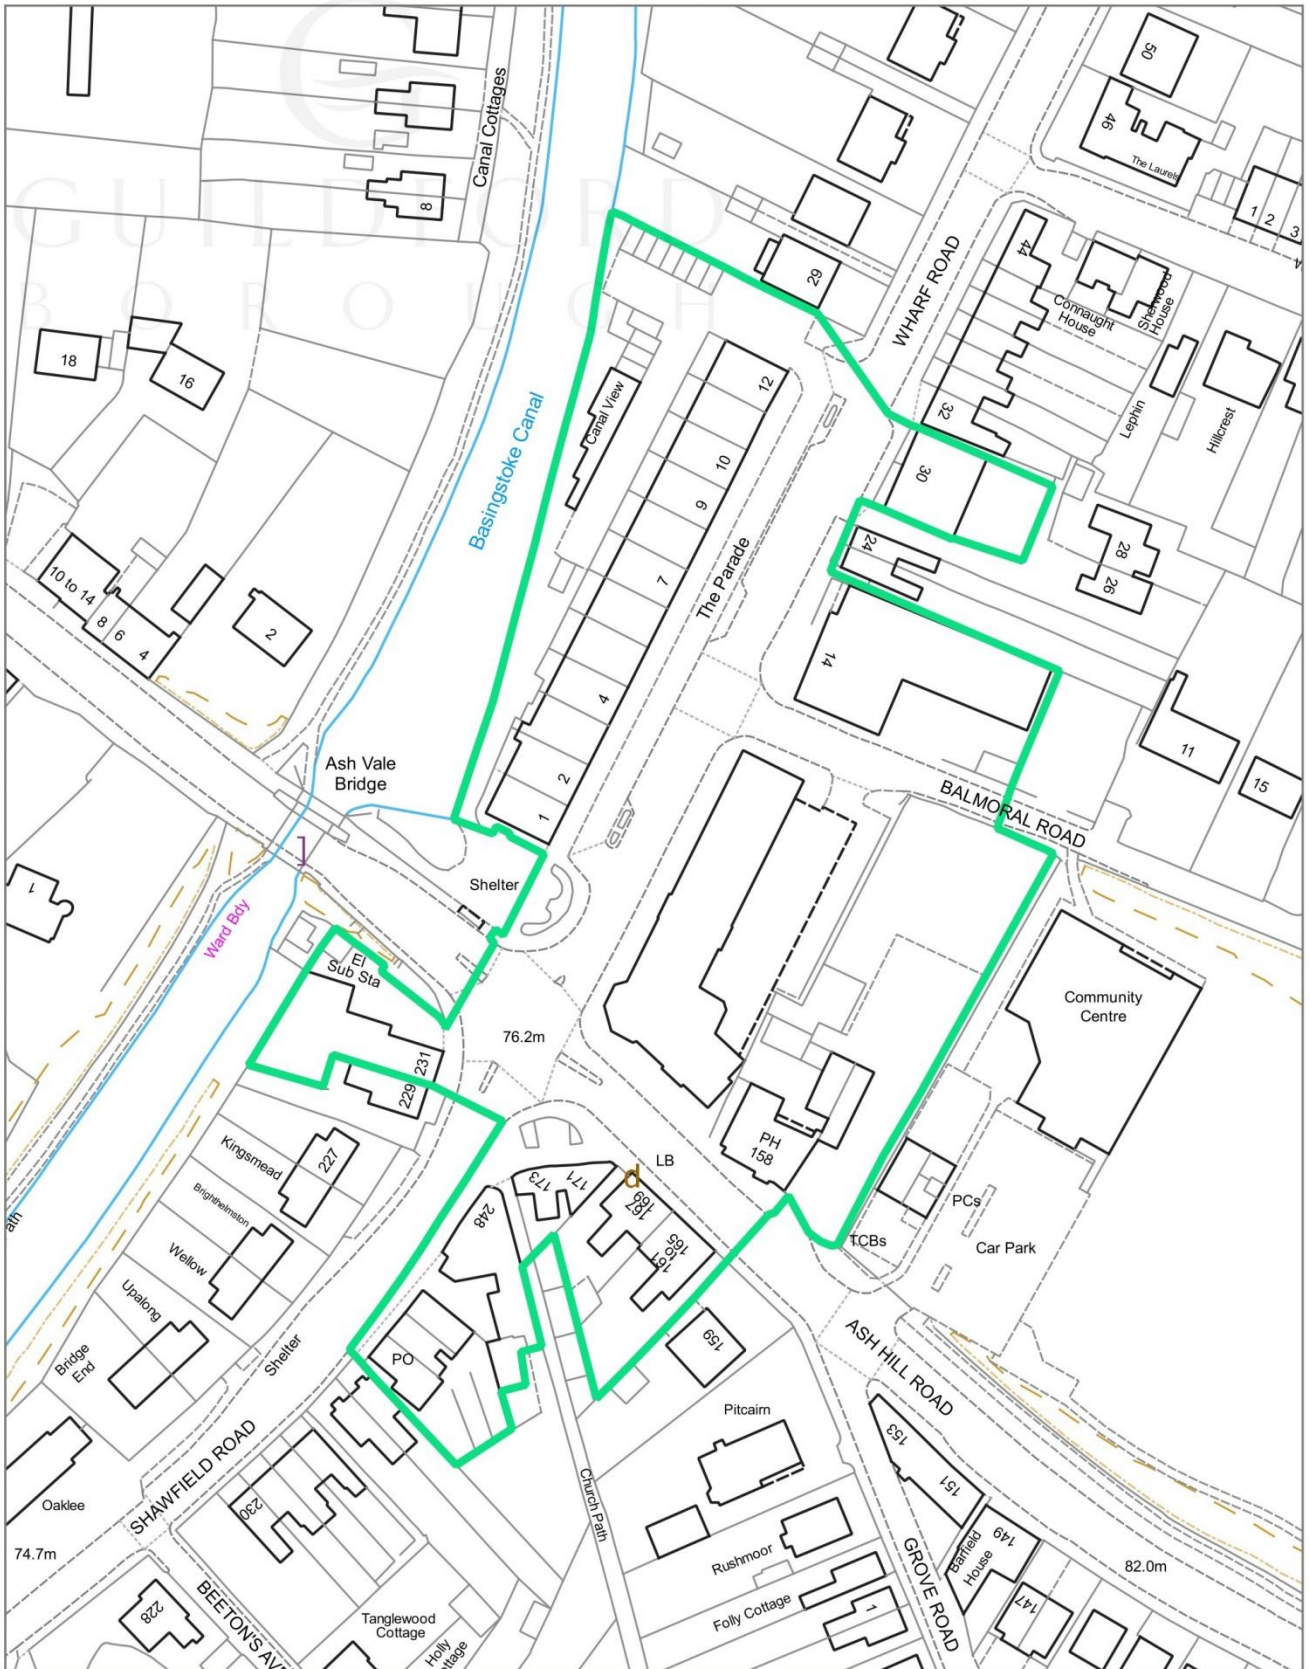 GUILDFORD
BOROUGH
50
46
The Laurels
1
2
3
Canal Cottages
8
44
WHARF ROAD
Connaught
House
Sherwood
House
29
18
16
12
Lephin
Hillcrest
Canal View
32
30
Basingstoke Canal
10
9
24
28
26
7
The Parade
10 to 14
8
6
4
2
14
4
11
15
Ash Vale
Bridge
2
1
BALMORAL ROAD
]
Shelter
1
Ward Bdy
El
Sub Sta
Community
Centre
76.2m
231
229
PH
158
LB
d
Kingsmead
227
Brighthelmston
173
171
169
167
165
161
248
PCs
TCBs
Car Park
ath
Wellow
Upalong
Bridge
End
Shelter
PO
159
ASH HILL ROAD
Pitcairn
153
151
SHAWFIELD ROAD
Oaklee
230
Church Path
149
Barfield
House
74.7m
Rushmoor
GROVE ROAD
82.0m
228
BEETON'S AV
Tanglewood
Cottage
Holly
ttage
Folly Cottage
1
147